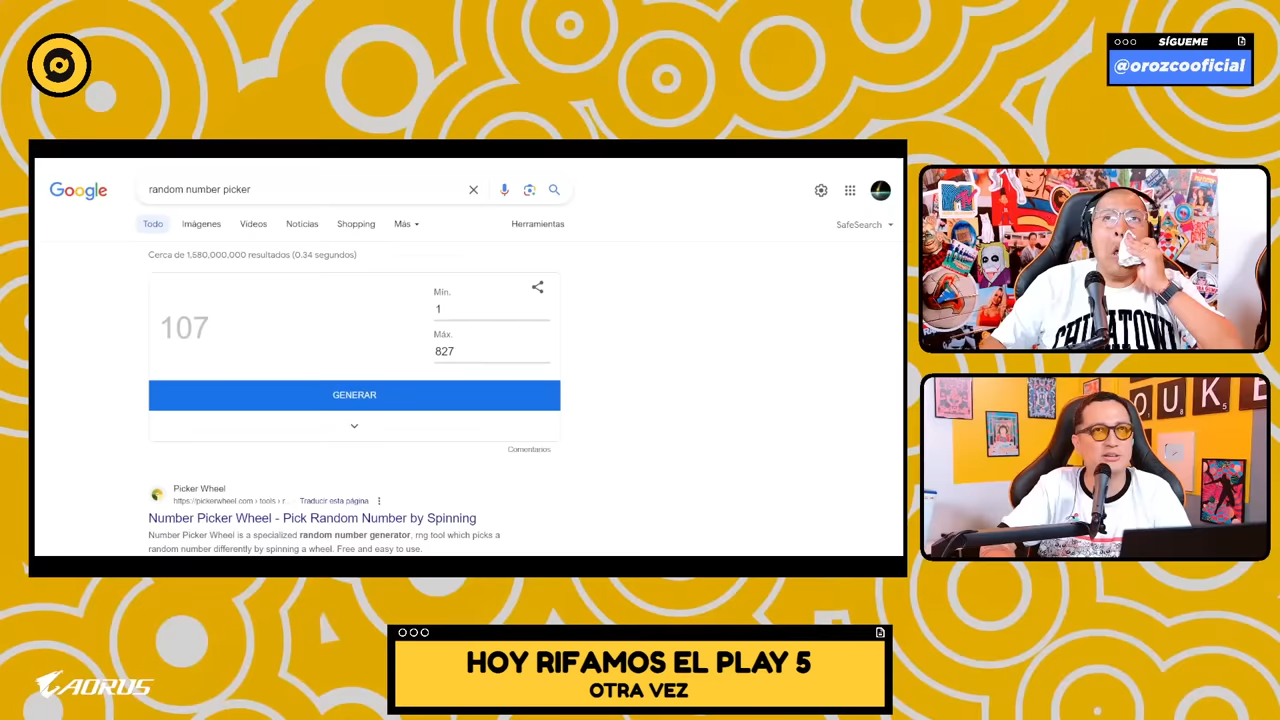 SÍGUEME
@orozcooficial
Google
random number picker
Todo
Imágenes
Videos
Noticias
Shopping
Más
Herramientas
SafeSearch
Cerca de 1,580,000,000 resultados (0.34 segundos)
107
Mín.
1
Máx.
827
GENERAR
Comentarios
Picker Wheel
https://pickerwheel.com › tools › r... Traducir esta página
Number Picker Wheel - Pick Random Number by Spinning
Number Picker Wheel is a specialized random number generator, rng tool which picks a
random number differently by spinning a wheel. Free and easy to use.
MTV
CHINATOWN
OUKE
HOY RIFAMOS EL PLAY 5
OTRA VEZ
AORUS